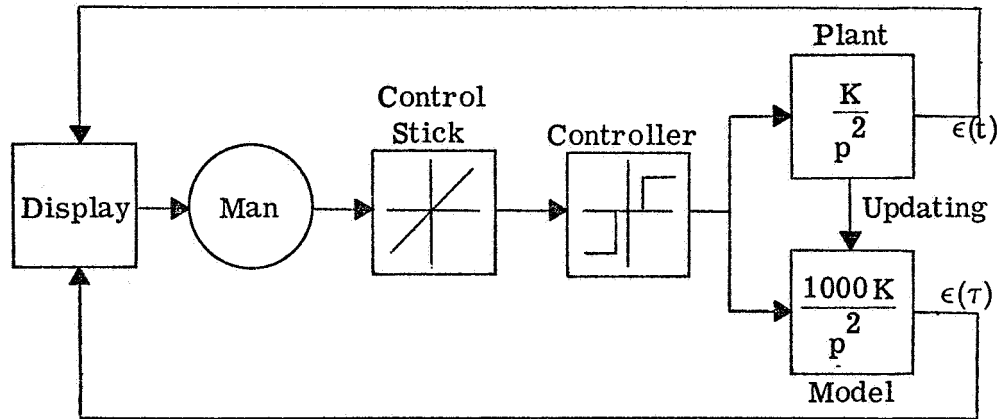 Plant
K
p²
ϵ(t)
Control
Stick
Controller
Display
Man
Updating
1000 K
p²
ϵ(τ)
Model